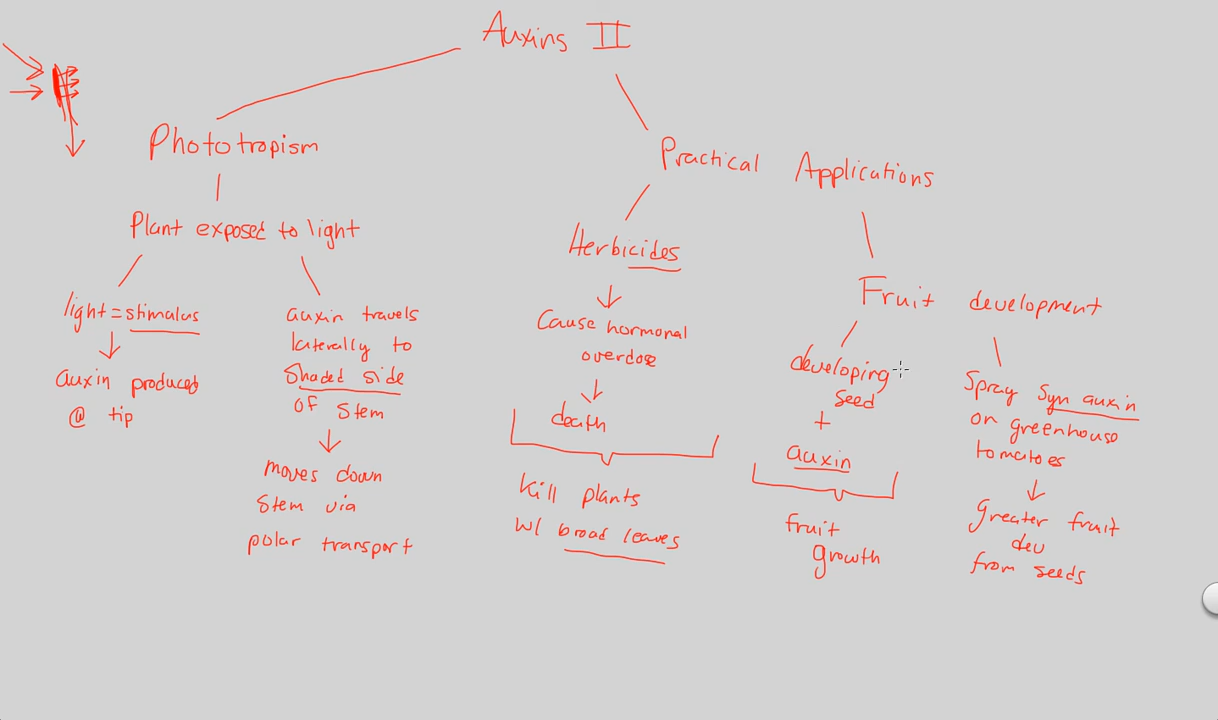 Auxins II
Phototropism
Plant exposed to light
light = stimulus
auxin produced
@ tip
auxin travels
laterally to
Shaded side
of stem
moves down
stem via
polar transport
Practical Applications
Herbicides
Cause hormonal
overdose
death
kill plants
w/ broad leaves
Fruit development
developing
seed
+
auxin
fruit
growth
Spray Syn auxin
on greenhouse
tomatoes
greater fruit
dev
from seeds